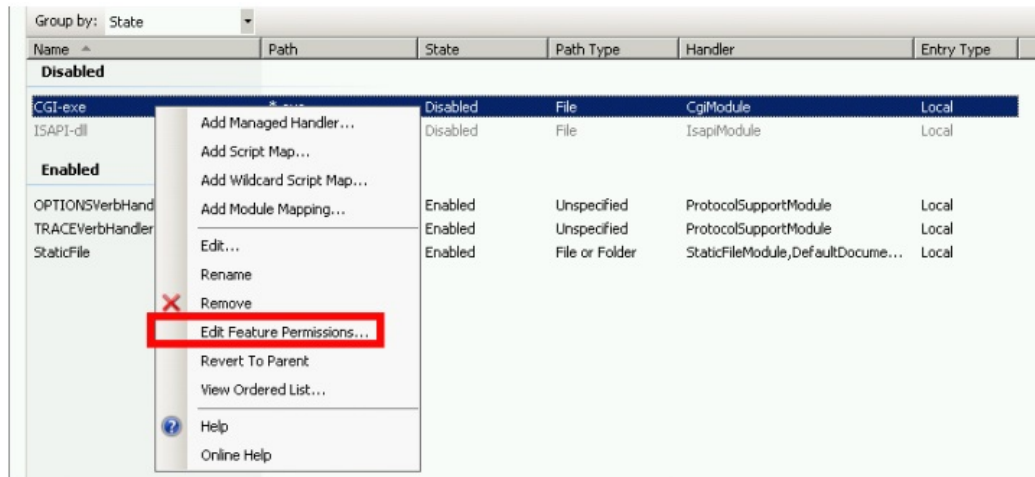 Group by: State
Name Path State Path Type Handler Entry Type
Disabled
CGI-exe Disabled File CgiModule Local
ISAPI-dll Disabled File IsapiModule Local
Enabled
OPTIONSVerbHand Enabled Unspecified ProtocolSupportModule Local
TRACEVerbHandler Enabled Unspecified ProtocolSupportModule Local
StaticFile Enabled File or Folder StaticFileModule,DefaultDocume... Local
Add Managed Handler...
Add Script Map...
Add Wildcard Script Map...
Add Module Mapping...
Edit...
Rename
Remove
Edit Feature Permissions...
Revert To Parent
View Ordered List...
Help
Online Help